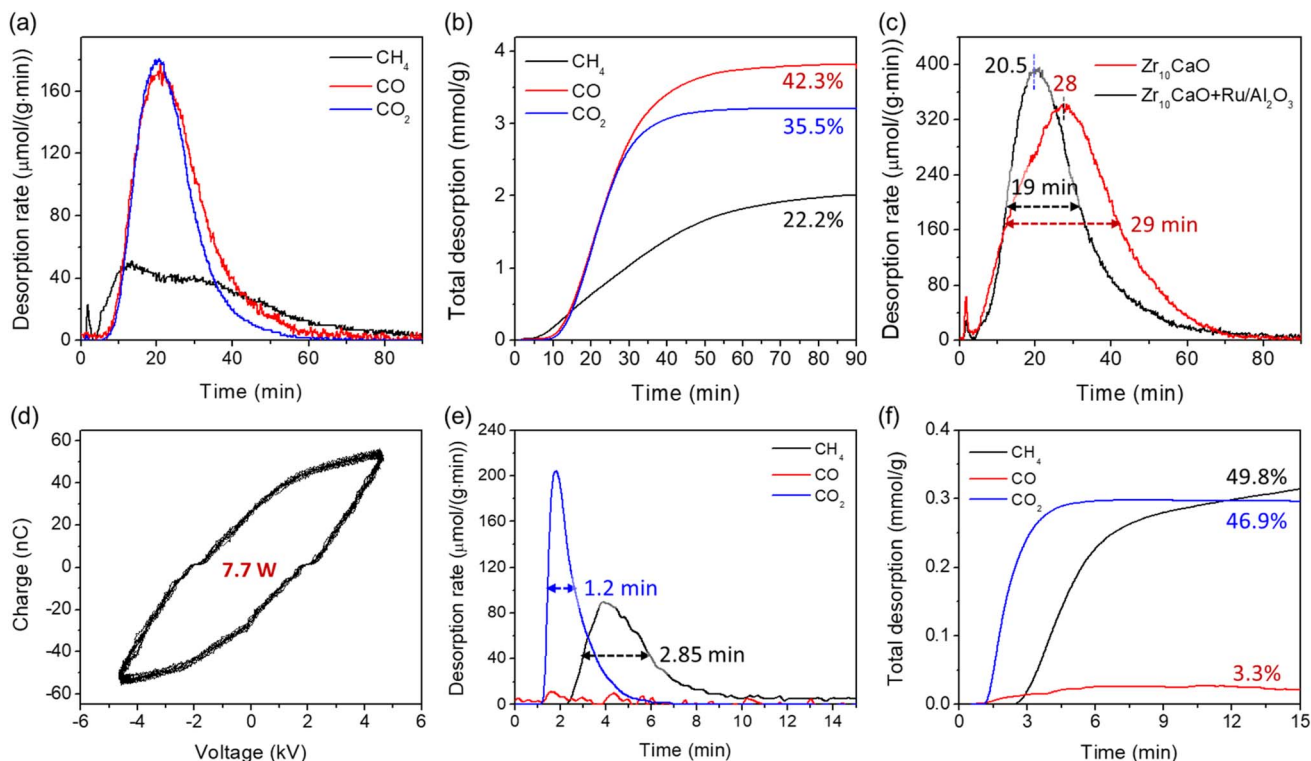 (a)
Desorption rate (μmol/(g·min))
160
120
80
40
0
0 20 40 60 80
Time (min)
CH₄
CO
CO₂
(b)
Total desorption (mmol/g)
4
3
2
1
0
0 10 20 30 40 50 60 70 80 90
Time (min)
CH₄
CO
CO₂
42.3%
35.5%
22.2%
(c)
Desorption rate (μmol/(g·min))
400
320
240
160
80
0
0 20 40 60 80
Time (min)
20.5
28
Zr₁₀CaO
Zr₁₀CaO+Ru/Al₂O₃
19 min
29 min
(d)
Charge (nC)
60
40
20
0
-20
-40
-60
-6 -4 -2 0 2 4 6
Voltage (kV)
7.7 W
(e)
Desorption rate (μmol/(g·min))
240
200
160
120
80
40
0
0 2 4 6 8 10 12 14
Time (min)
CH₄
CO
CO₂
1.2 min
2.85 min
(f)
Total desorption (mmol/g)
0.4
0.3
0.2
0.1
0.0
0 3 6 9 12 15
Time (min)
CH₄
CO
CO₂
49.8%
46.9%
3.3%